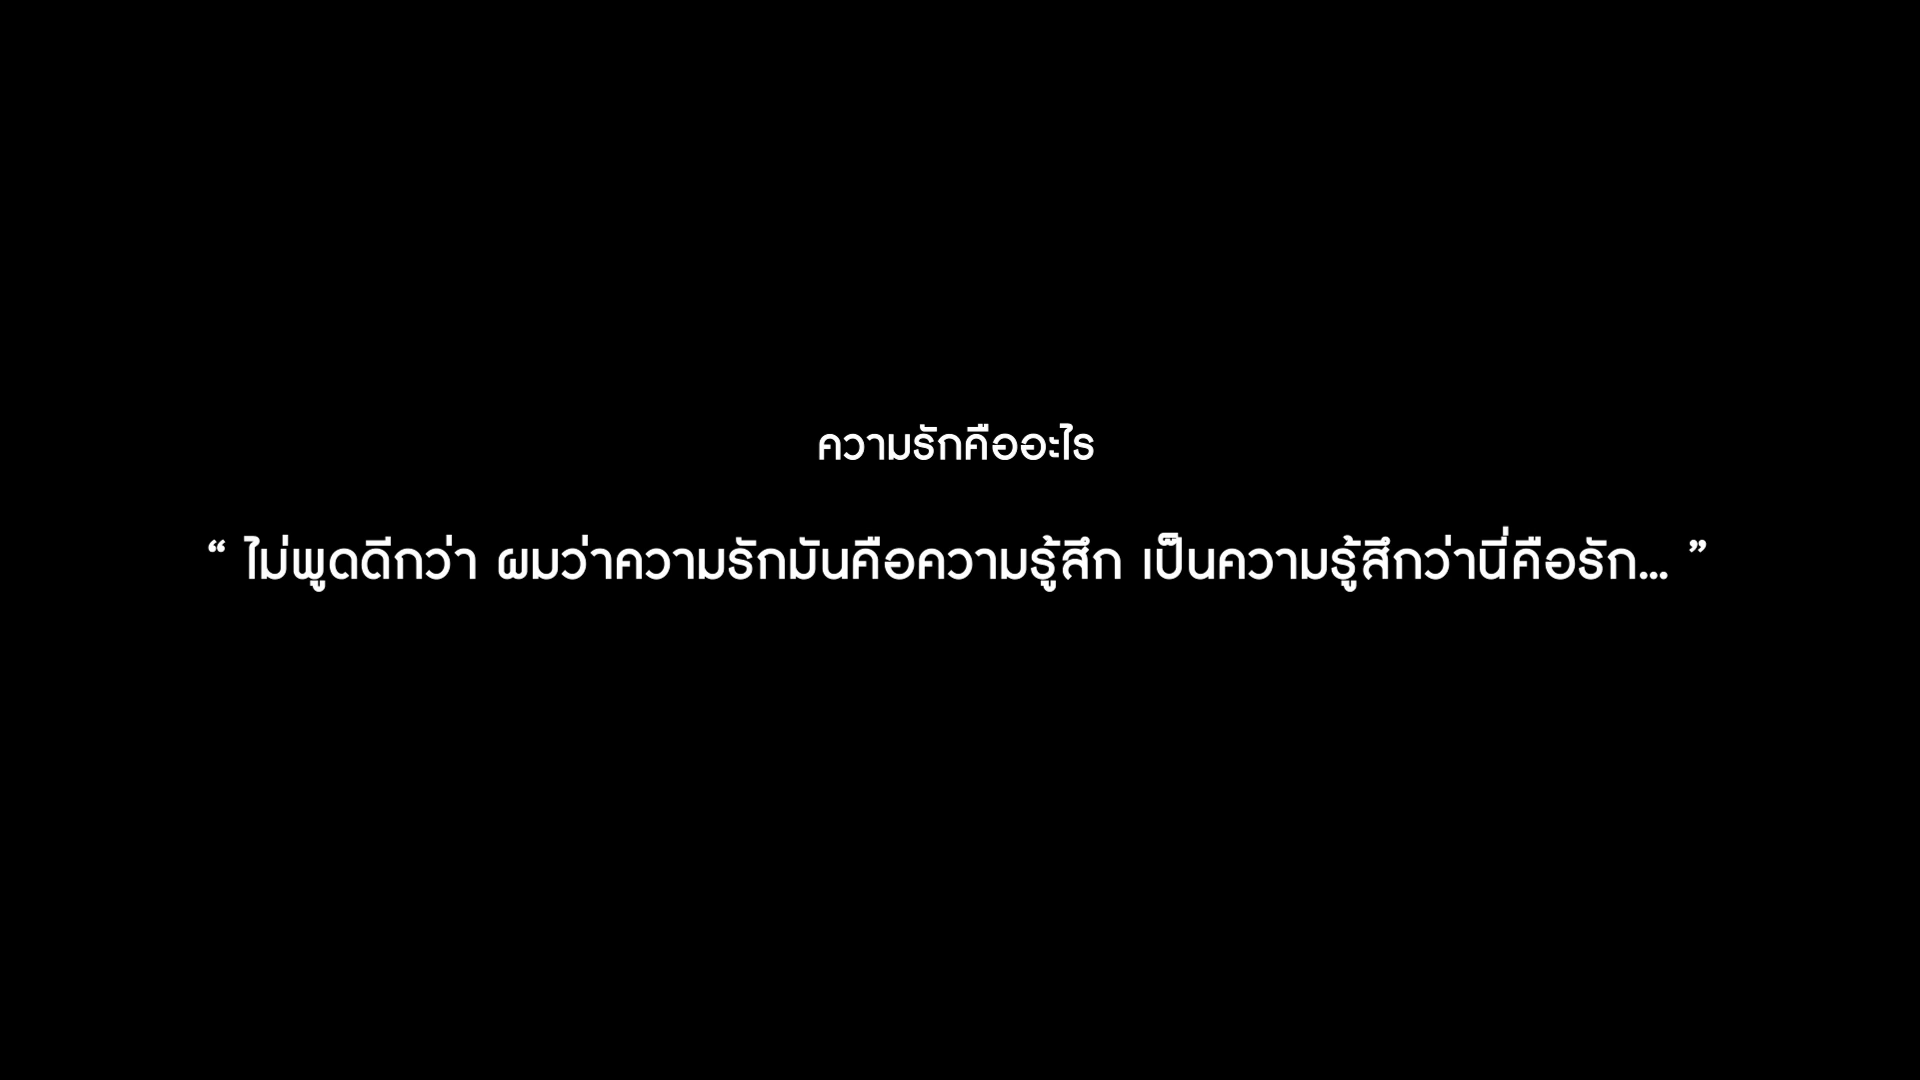 ความรักคืออะไร
“ ไม่พูดดีกว่า ผมว่าความรักมันคือความรู้สึก เป็นความรู้สึกว่านี่คือรัก... ”